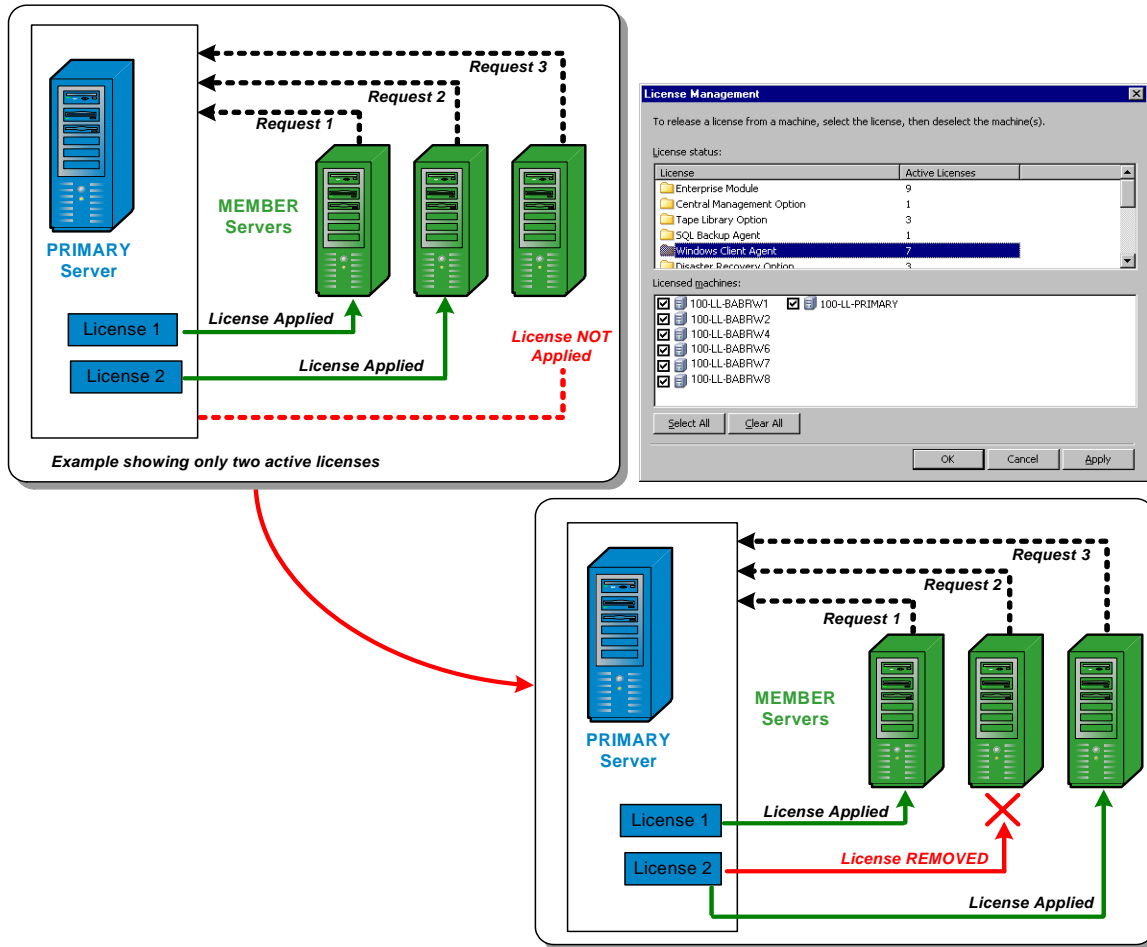 Request 3
Request 2
Request 1
MEMBER
Servers
PRIMARY
Server
License 1
License Applied
License 2
License Applied
License NOT
Applied
Example showing only two active licenses
License Management
To release a license from a machine, select the license, then deselect the machine(s).
License status:
License Active Licenses
Enterprise Module 9
Central Management Option 1
Tape Library Option 3
SQL Backup Agent 1
Windows Client Agent 7
Disaster Recovery Option 3
Licensed machines:
100-LL-BABRW1 100-LL-PRIMARY
100-LL-BABRW2
100-LL-BABRW4
100-LL-BABRW6
100-LL-BABRW7
100-LL-BABRW8
Select All Clear All
OK Cancel Apply
Request 3
Request 2
Request 1
MEMBER
Servers
PRIMARY
Server
License 1
License Applied
License 2
License REMOVED
License Applied